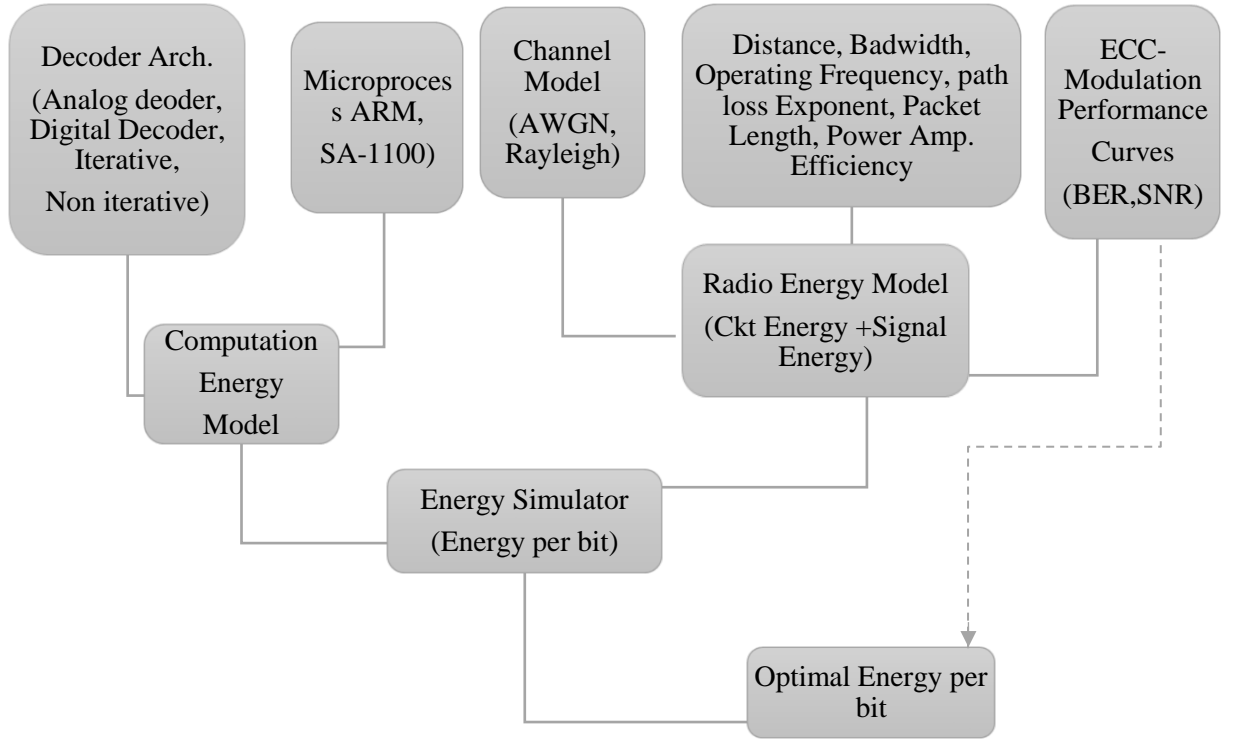 Decoder Arch.
(Analog deoder,
Digital Decoder,
Iterative,
Non iterative)
Microproces
s ARM,
SA-1100)
Channel
Model
(AWGN,
Rayleigh)
Distance, Badwidth,
Operating Frequency, path
loss Exponent, Packet
Length, Power Amp.
Efficiency
ECC-
Modulation
Performance
Curves
(BER,SNR)
Radio Energy Model
(Ckt Energy +Signal
Energy)
Computation
Energy
Model
Energy Simulator
(Energy per bit)
Optimal Energy per
bit